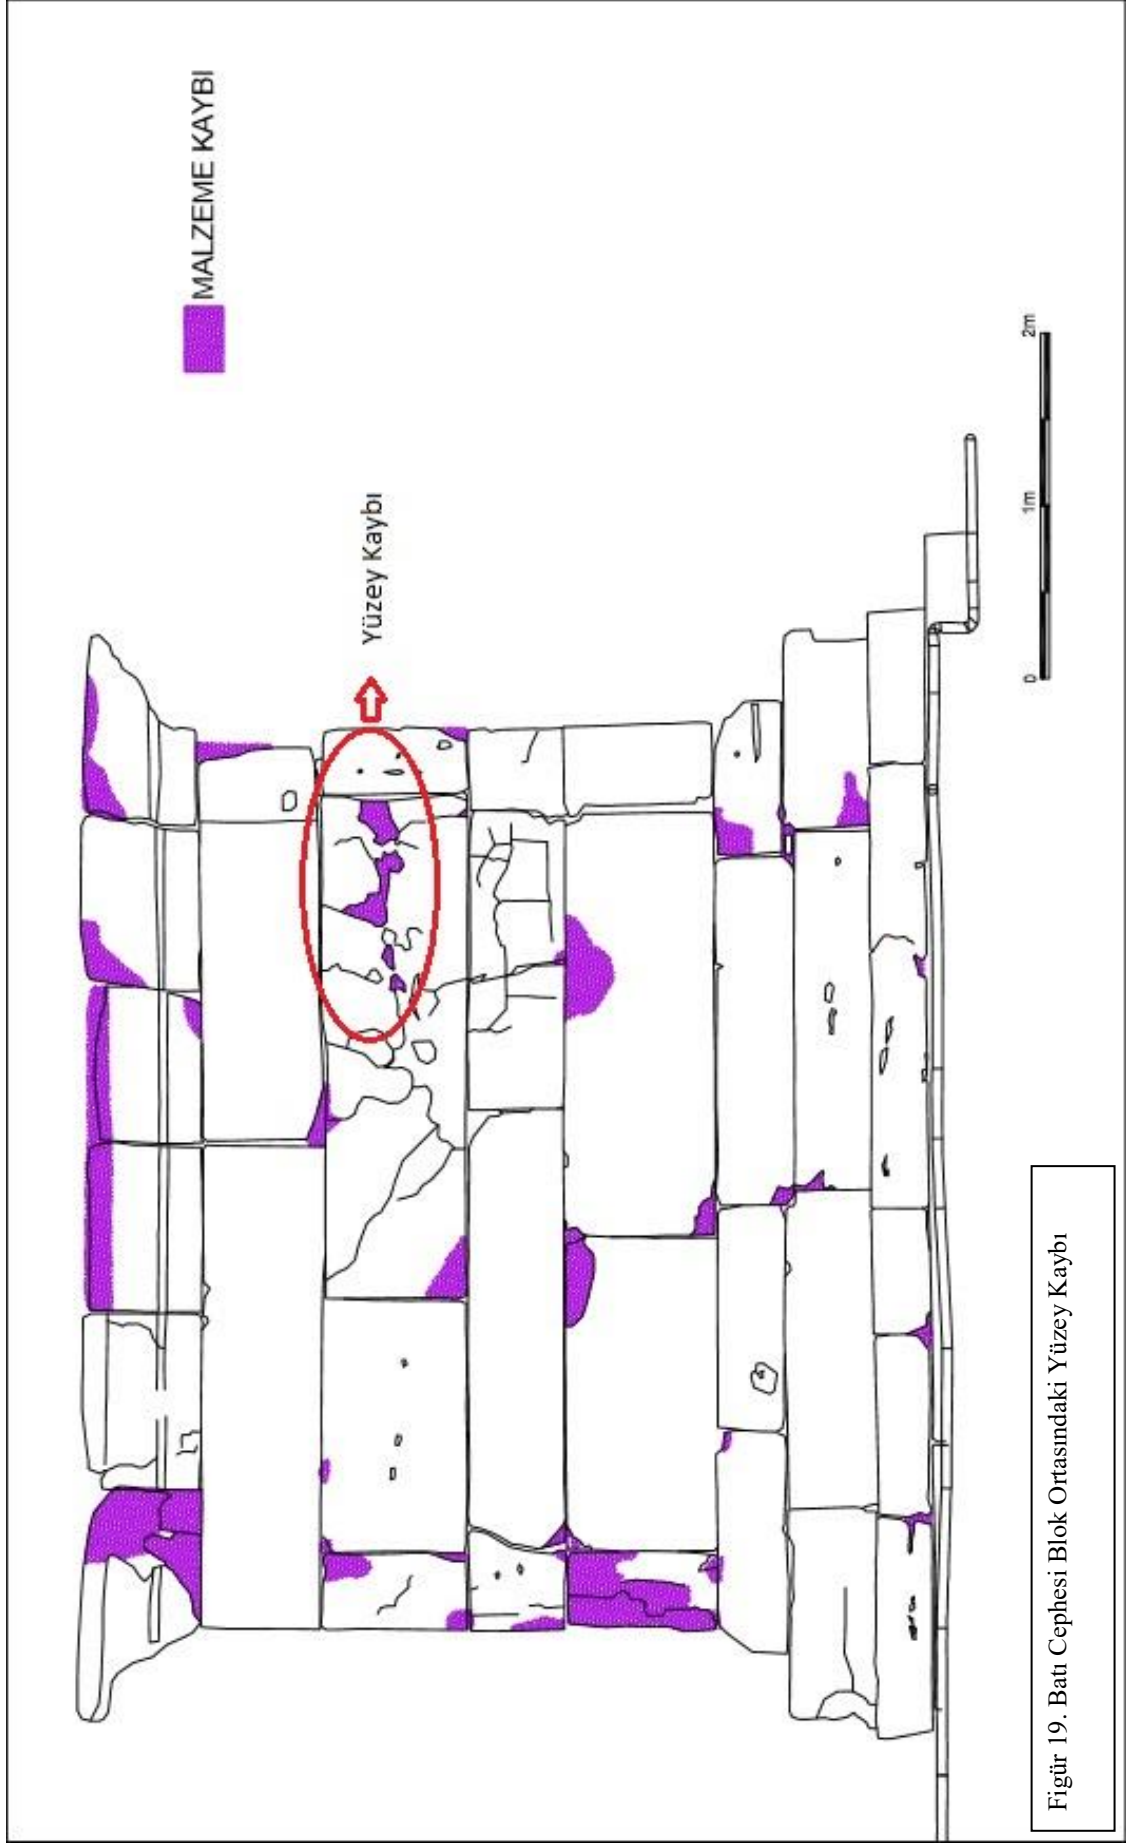 MALZEME KAYBI
Yüzey Kaybı
0 1m 2m
Figür 19. Batı Cephesi Blok Ortasındaki Yüzey Kaybı